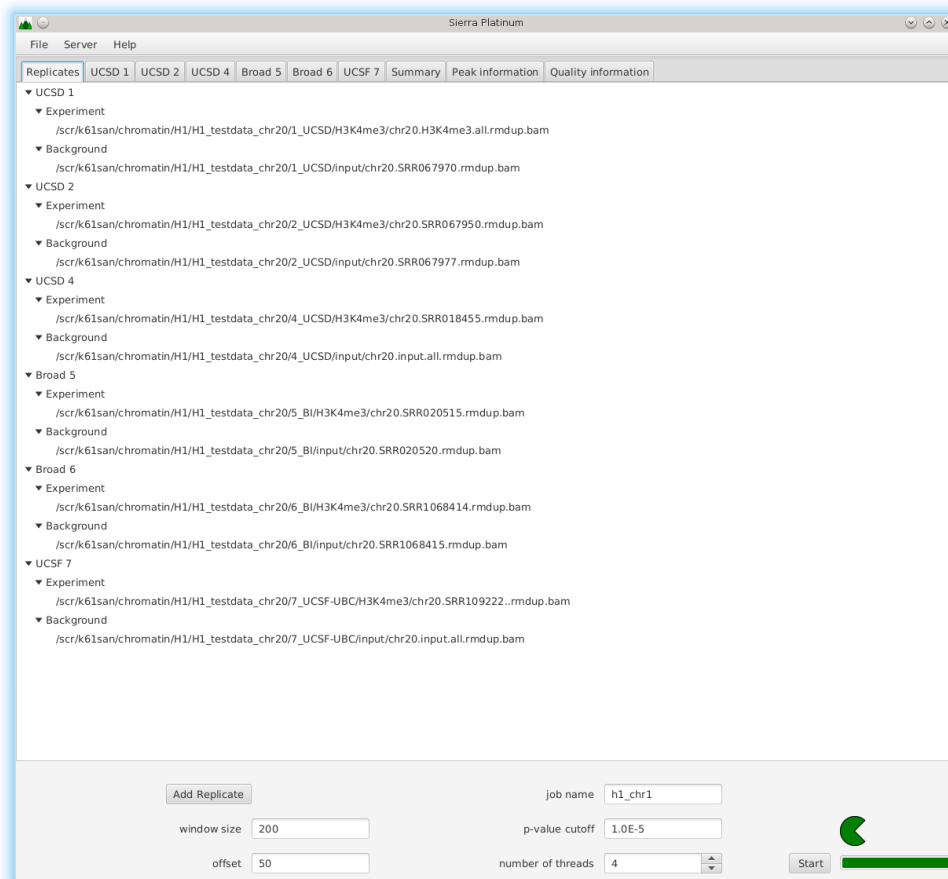 Sierra Platinum
File Server Help
Replicates UCSD 1 UCSD 2 UCSD 4 Broad 5 Broad 6 UCSF 7 Summary Peak information Quality information
UCSD 1
Experiment
/scr/k61san/chromatin/H1/H1_testdata_chr20/1_UCSD/H3K4me3/chr20.H3K4me3.all.rmdup.bam
Background
/scr/k61san/chromatin/H1/H1_testdata_chr20/1_UCSD/input/chr20.SRR067970.rmdup.bam
UCSD 2
Experiment
/scr/k61san/chromatin/H1/H1_testdata_chr20/2_UCSD/H3K4me3/chr20.SRR067950.rmdup.bam
Background
/scr/k61san/chromatin/H1/H1_testdata_chr20/2_UCSD/input/chr20.SRR067977.rmdup.bam
UCSD 4
Experiment
/scr/k61san/chromatin/H1/H1_testdata_chr20/4_UCSD/H3K4me3/chr20.SRR018455.rmdup.bam
Background
/scr/k61san/chromatin/H1/H1_testdata_chr20/4_UCSD/input/chr20.input.all.rmdup.bam
Broad 5
Experiment
/scr/k61san/chromatin/H1/H1_testdata_chr20/5_BI/H3K4me3/chr20.SRR020515.rmdup.bam
Background
/scr/k61san/chromatin/H1/H1_testdata_chr20/5_BI/input/chr20.SRR020520.rmdup.bam
Broad 6
Experiment
/scr/k61san/chromatin/H1/H1_testdata_chr20/6_BI/H3K4me3/chr20.SRR1068414.rmdup.bam
Background
/scr/k61san/chromatin/H1/H1_testdata_chr20/6_BI/input/chr20.SRR1068415.rmdup.bam
UCSF 7
Experiment
/scr/k61san/chromatin/H1/H1_testdata_chr20/7_UCSF-UBC/H3K4me3/chr20.SRR109222..rmdup.bam
Background
/scr/k61san/chromatin/H1/H1_testdata_chr20/7_UCSF-UBC/input/chr20.input.all.rmdup.bam
Add Replicate job name h1_chr1
window size 200 p-value cutoff 1.0E-5
offset 50 number of threads 4 Start